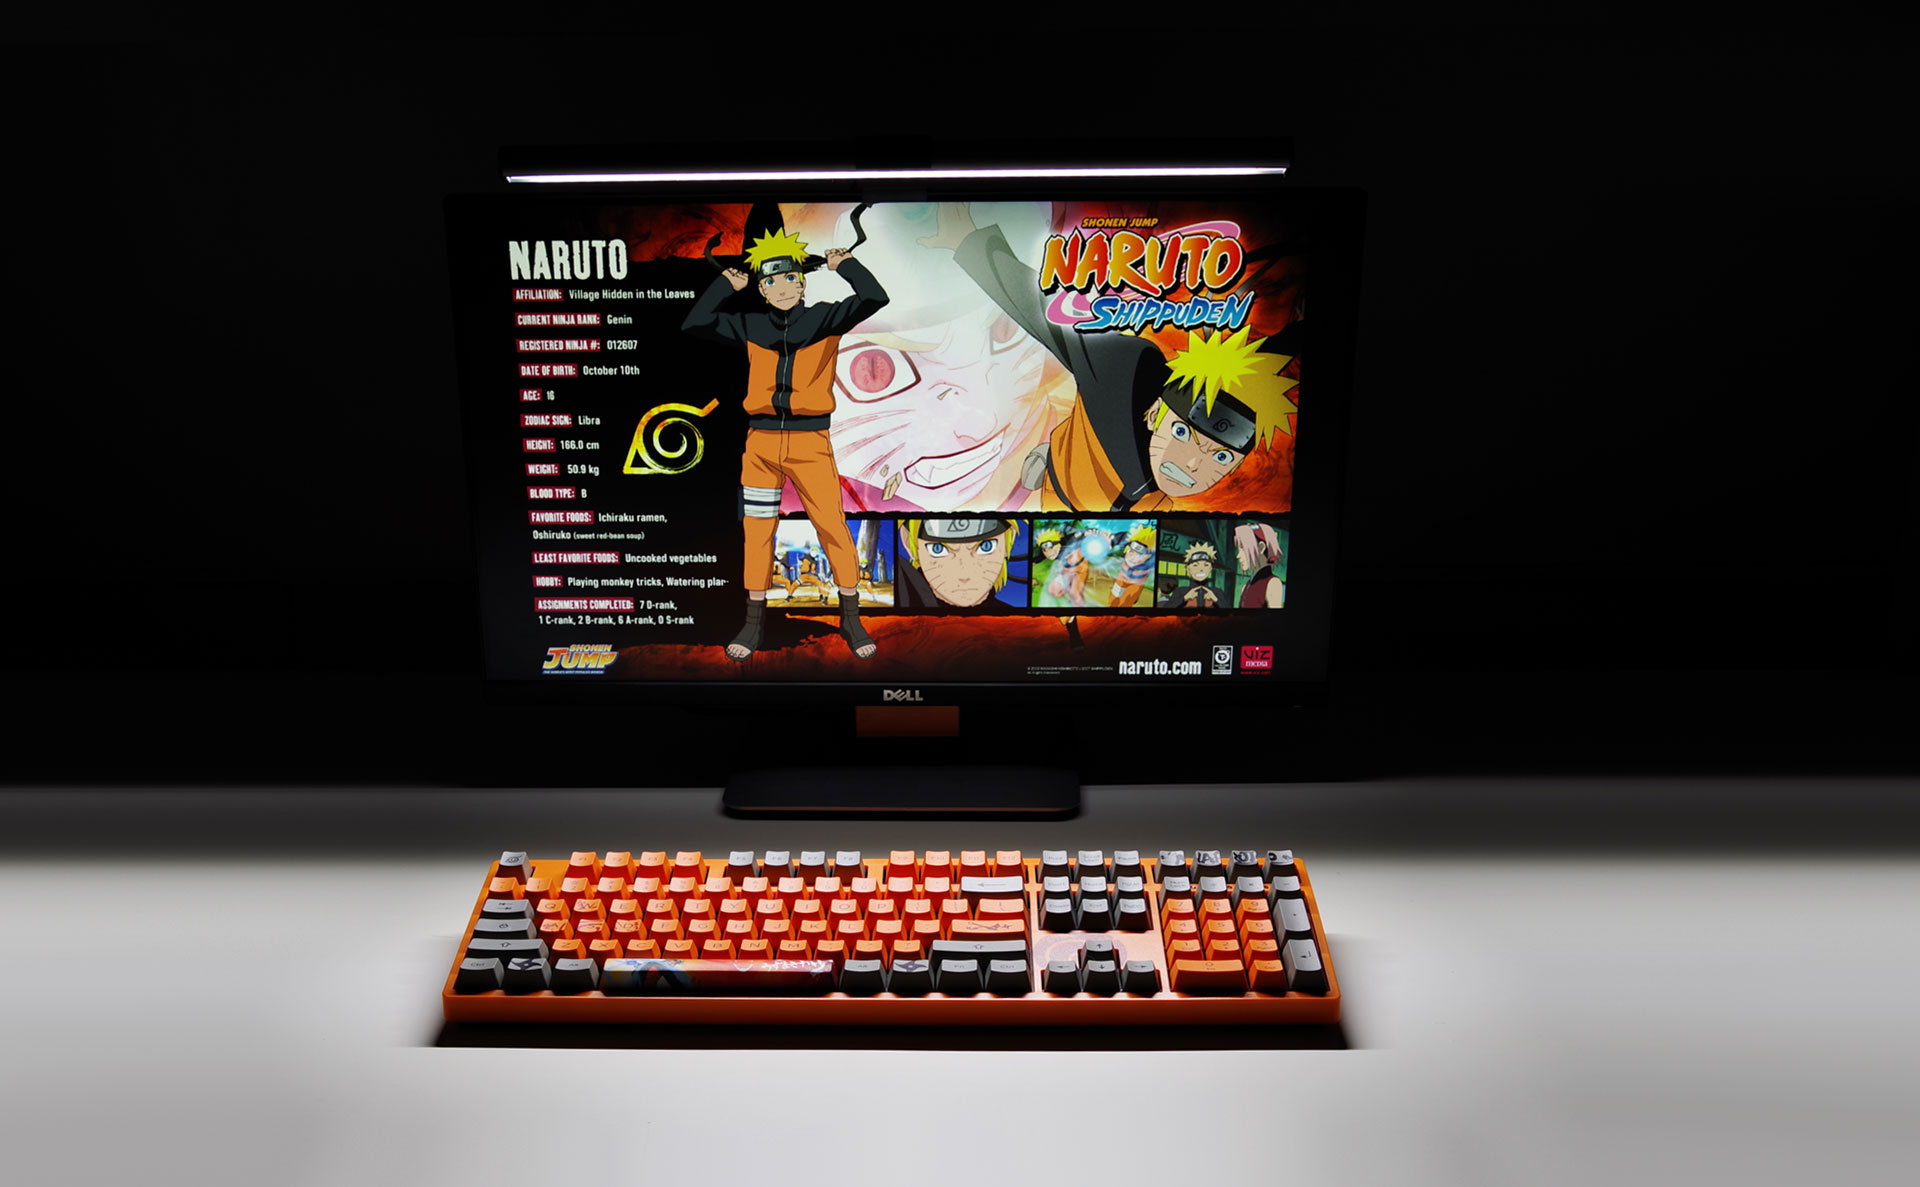 SHONEN JUMP
NARUTO
SHIPPUDEN
NARUTO
AFFILIATION: Village Hidden in the Leaves
CURRENT NINJA RANK: Genin
REGISTERED NINJA #: 012607
DATE OF BIRTH: October 10th
AGE: 16
ZODIAC SIGN: Libra
HEIGHT: 166.0 cm
WEIGHT: 50.9 kg
BLOOD TYPE: B
FAVORITE FOODS: Ichiraku ramen,
Oshiruko (sweet red-bean soup)
LEAST FAVORITE FOODS: Uncooked vegetables
HOBBY: Playing monkey tricks, Watering
ASSIGNMENTS COMPLETED: 7 D-rank,
1 C-rank, 2 B-rank, 6 A-rank, 0 S-rank
SHONEN
JUMP
naruto.com
VIZ
media
DELL
Q W E R T Y U I O P
F G H J K L
Z X C V B N M